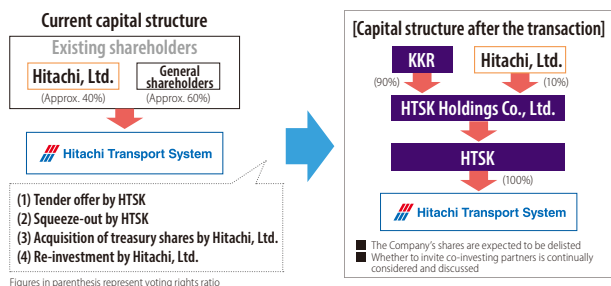 Current capital structure
Existing shareholders
Hitachi, Ltd.
(Approx. 40%)
General
shareholders
(Approx. 60%)
Hitachi Transport System
(1) Tender offer by HTSK
(2) Squeeze-out by HTSK
(3) Acquisition of treasury shares by Hitachi, Ltd.
(4) Re-investment by Hitachi, Ltd.
Figures in parenthesis represent voting rights ratio
[Capital structure after the transaction]
KKR
Hitachi, Ltd.
(90%)
(10%)
HTSK Holdings Co., Ltd.
HTSK
(100%)
Hitachi Transport System
The Company's shares are expected to be delisted
Whether to invite co-investing partners is continually
considered and discussed